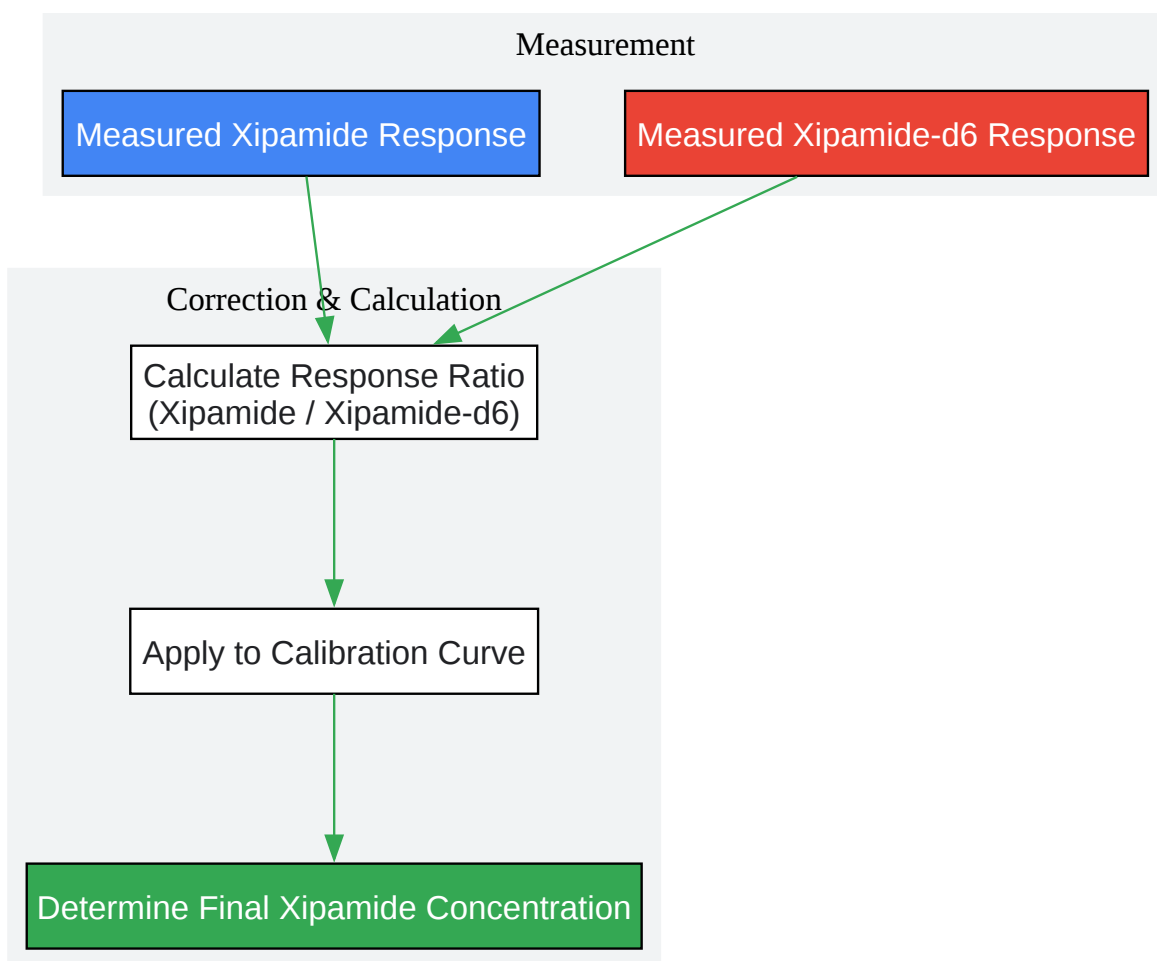 Measurement
Measured Xipamide Response
Measured Xipamide-d6 Response
Correction & Calculation
Calculate Response Ratio
(Xipamide / Xipamide-d6)
Apply to Calibration Curve
Determine Final Xipamide Concentration